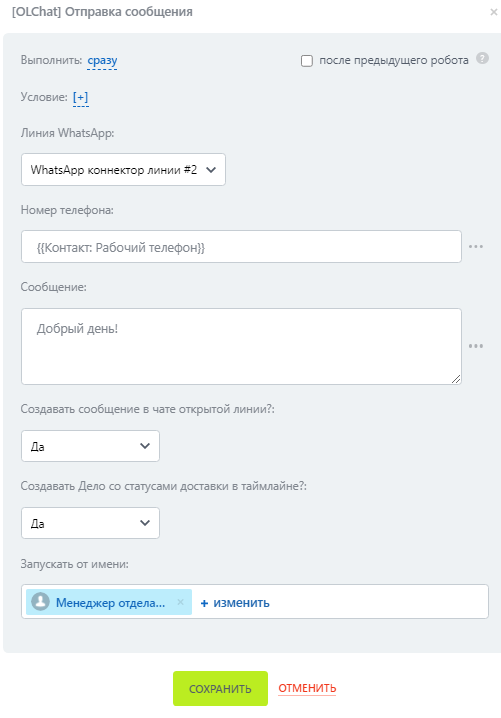 [OLChat] Отправка сообщения ×
Выполнить: сразу после предыдущего робота ?
Условие: [+]
Линия WhatsApp:
WhatsApp коннектор линии #2
Номер телефона:
{{Контакт: Рабочий телефон}} ...
Сообщение:
Добрый день! ...
Создавать сообщение в чате открытой линии?:
Да
Создавать Дело со статусами доставки в таймлайне?:
Да
Запускать от имени:
Менеджер отдела... × + изменить
СОХРАНИТЬ ОТМЕНИТЬ